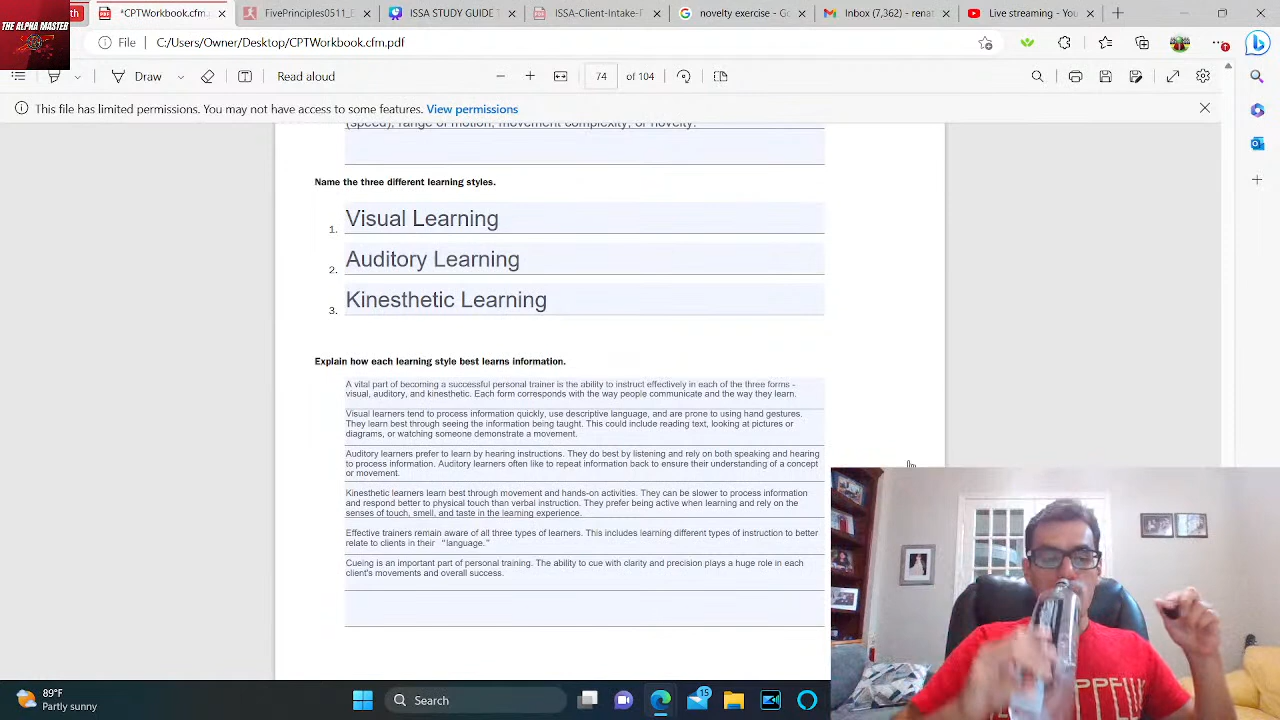 THE ALPHA MASTER
*CPTWorkbook.cfm.pdf
FivePrinciples0511_E
ISSA STUDY GUIDE
ISSA-Client-Intake-T
novelty exercise
Inbox (7,362) - renat
Live streaming - You
File
C:/Users/Owner/Desktop/CPTWorkbook.cfm.pdf
Draw
Read aloud
74
of 104
This file has limited permissions. You may not have access to some features. View permissions
(speed), range of motion, movement complexity, or novelty.
Name the three different learning styles.
1. Visual Learning
2. Auditory Learning
3. Kinesthetic Learning
Explain how each learning style best learns information.
A vital part of becoming a successful personal trainer is the ability to instruct effectively in each of the three forms -
visual, auditory, and kinesthetic. Each form corresponds with the way people communicate and the way they learn.
Visual learners tend to process information quickly, use descriptive language, and are prone to using hand gestures.
They learn best through seeing the information being taught. This could include reading text, looking at pictures or
diagrams, or watching someone demonstrate a movement.
Auditory learners prefer to learn by hearing instructions. They do best by listening and rely on both speaking and hearing
to process information. Auditory learners often like to repeat information back to ensure their understanding of a concept
or movement.
Kinesthetic learners learn best through movement and hands-on activities. They can be slower to process information
and respond better to physical touch than verbal instruction. They prefer being active when learning and rely on the
senses of touch, smell, and taste in the learning experience.
Effective trainers remain aware of all three types of learners. This includes learning different types of instruction to better
relate to clients in their “language.”
Cueing is an important part of personal training. The ability to cue with clarity and precision plays a huge role in each
client's movements and overall success.
89°F
Partly sunny
Search
15